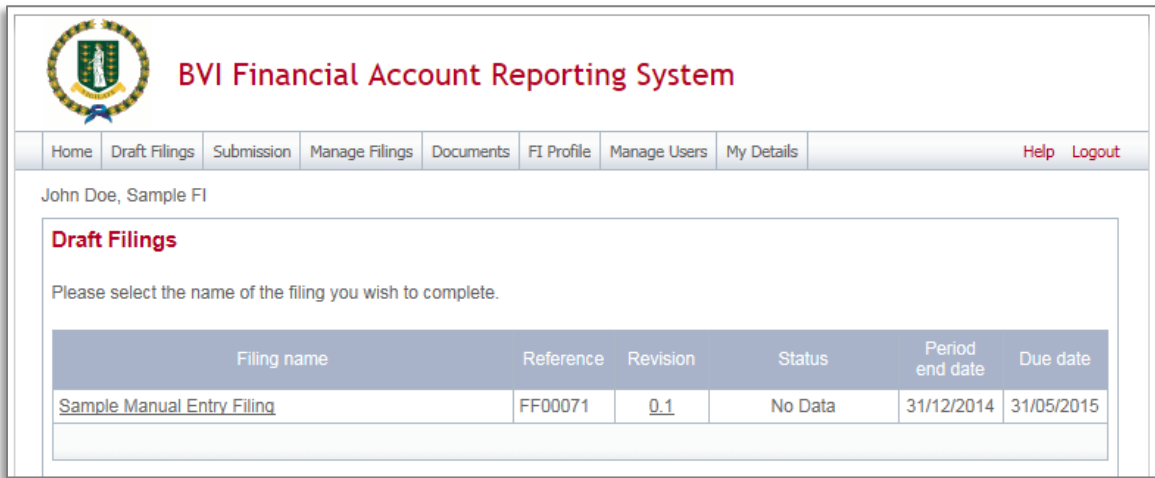 VIGILATE
BVI Financial Account Reporting System
Home Draft Filings Submission Manage Filings Documents FI Profile Manage Users My Details Help Logout
John Doe, Sample FI
Draft Filings
Please select the name of the filing you wish to complete.
Filing name Reference Revision Status Period end date Due date
Sample Manual Entry Filing FF00071 0.1 No Data 31/12/2014 31/05/2015